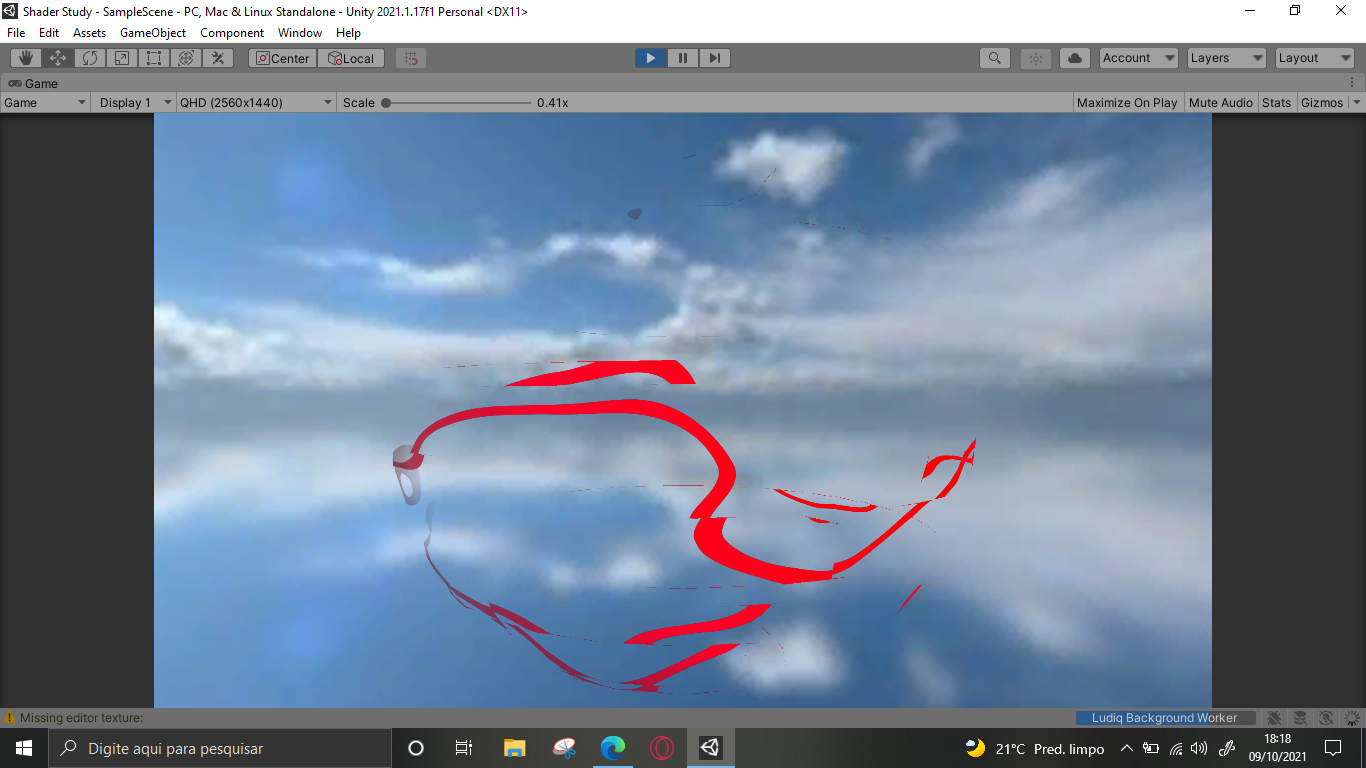 Shader Study - SampleScene - PC, Mac & Linux Standalone - Unity 2021.1.17f1 Personal <DX11>
File Edit Assets GameObject Component Window Help
Center Local Account Layers Layout
Game
Game Display 1 QHD (2560x1440) Scale 0.41x Maximize On Play Mute Audio Stats Gizmos
Missing editor texture: Ludiq Background Worker
Digite aqui para pesquisar 21°C Pred. limpo 18:18
09/10/2021